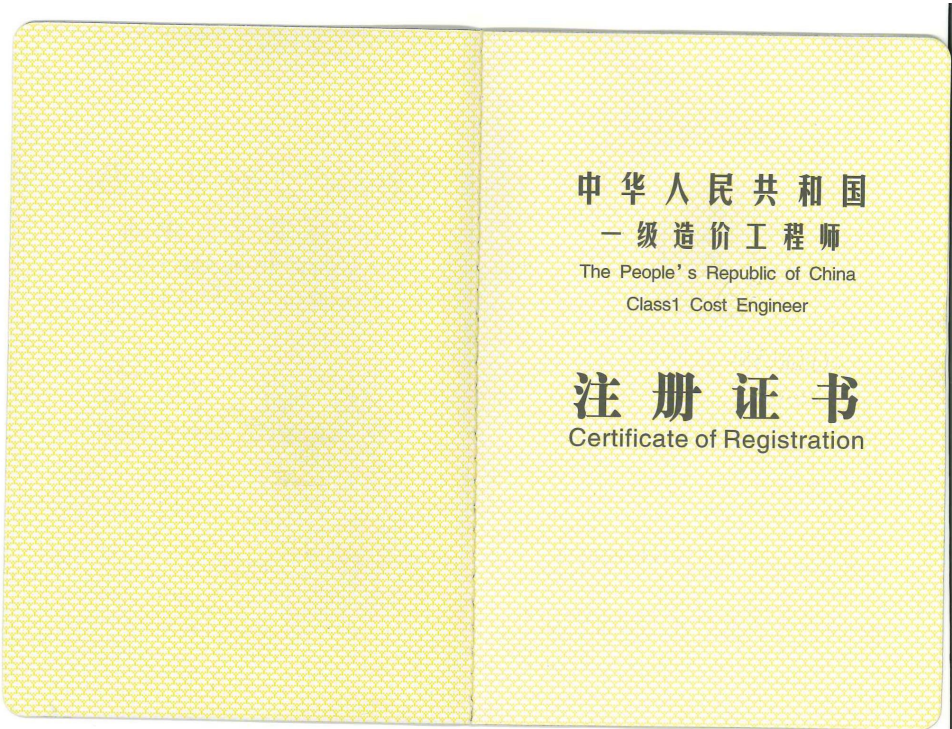 中华人民共和国
一级造价工程师
The People's Republic of China
Class1 Cost Engineer
注册证书
Certificate of Registration